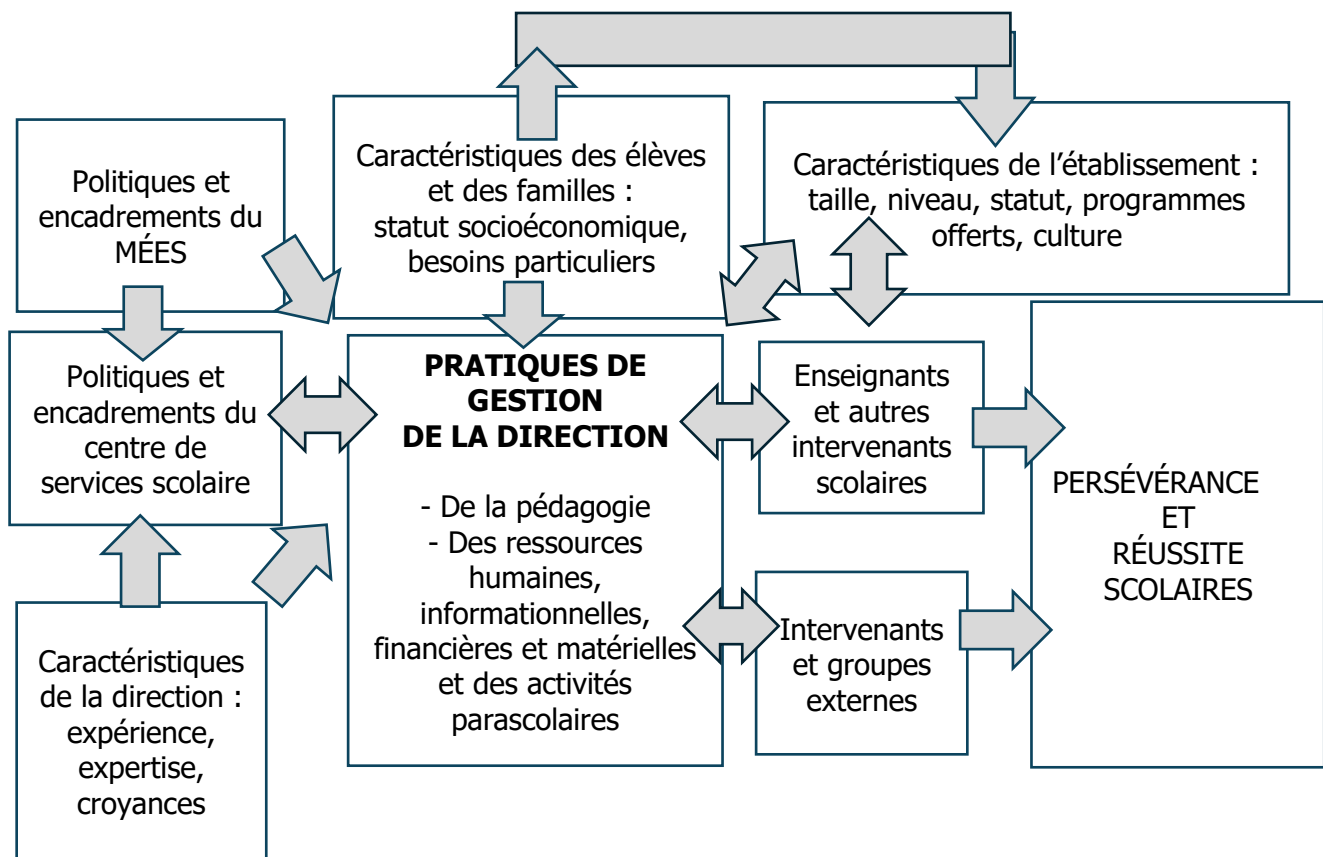 Politiques et
encadrements du
MÉES
Caractéristiques des élèves
et des familles :
statut socioéconomique,
besoins particuliers
Caractéristiques de l’établissement :
taille, niveau, statut, programmes
offerts, culture
Politiques et
encadrements du
centre de
services scolaire
PRATIQUES DE
GESTION
DE LA DIRECTION
- De la pédagogie
- Des ressources
humaines,
informationnelles,
financières et matérielles
et des activités
parascolaires
Enseignants
et autres
intervenants
scolaires
PERSÉVÉRANCE
ET
RÉUSSITE
SCOLAIRES
Caractéristiques
de la direction :
expérience,
expertise,
croyances
Intervenants
et groupes
externes